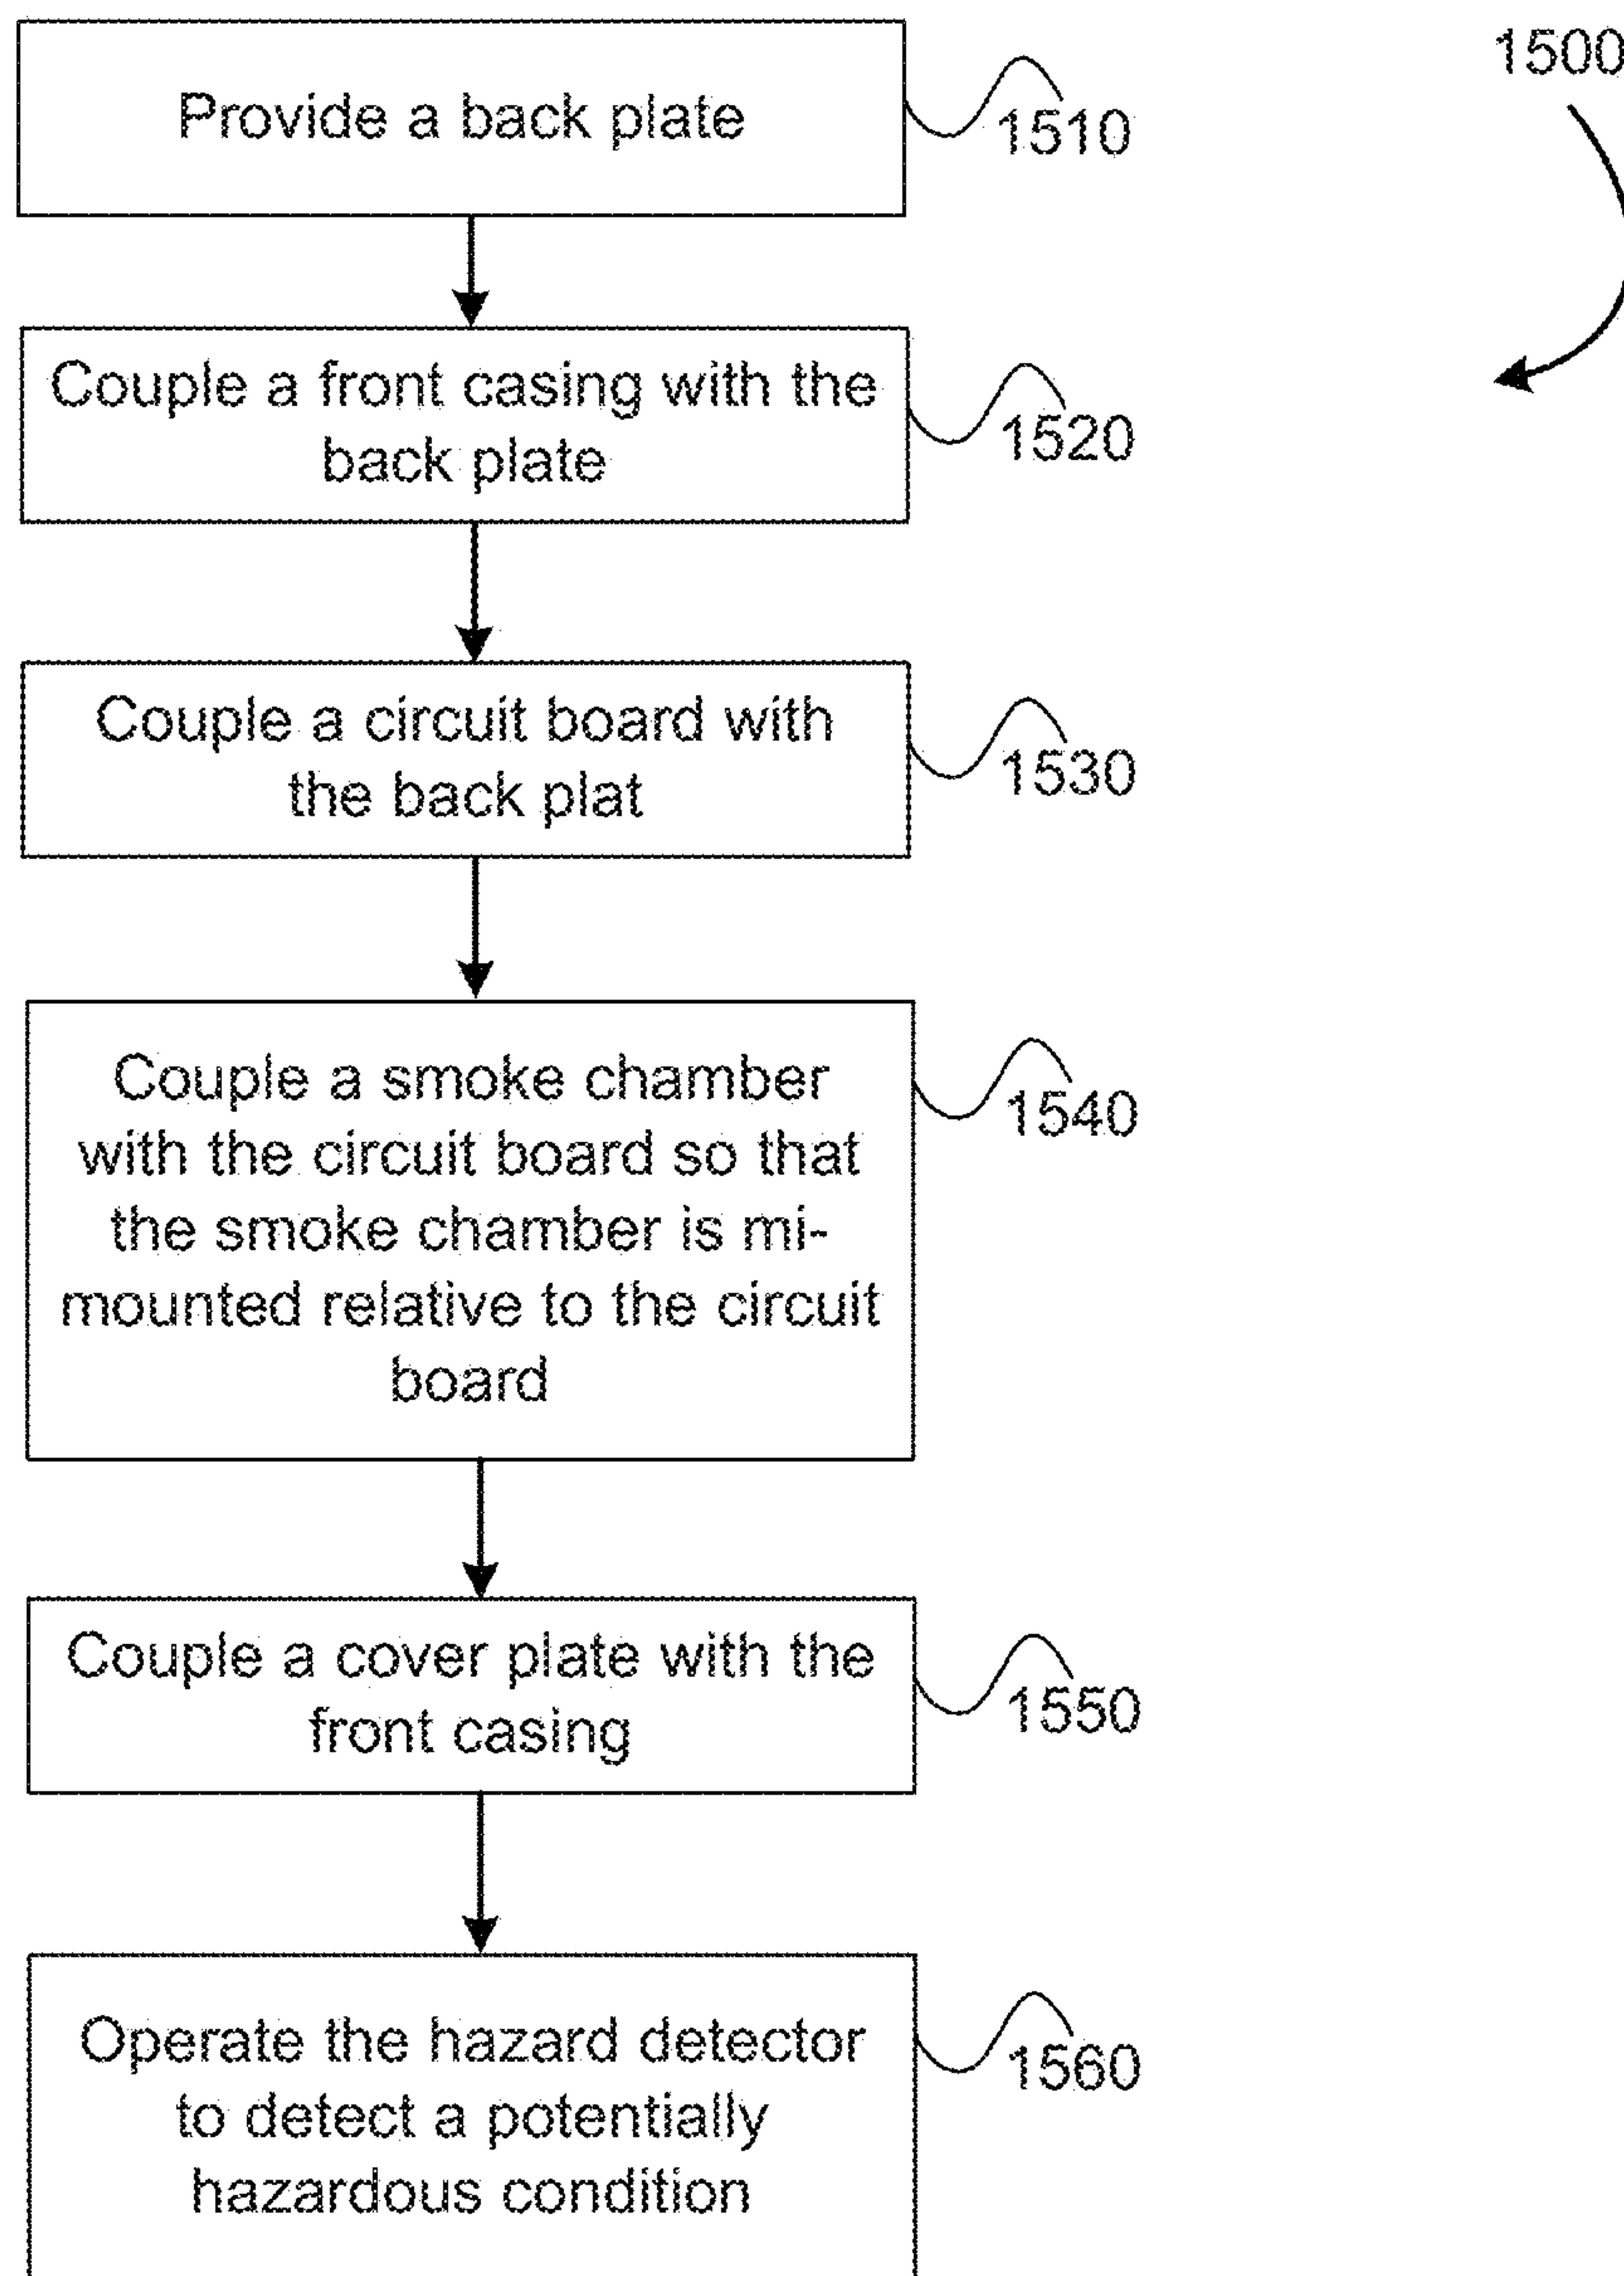 1500
Provide a back plate
1510
Couple a front casing with the
back plate
1520
Couple a circuit board with
the back plat
1530
Couple a smoke chamber
with the circuit board so that
the smoke chamber is mi-
mounted relative to the circuit
board
1540
Couple a cover plate with the
front casing
1550
Operate the hazard detector
to detect a potentially
hazardous condition
1560